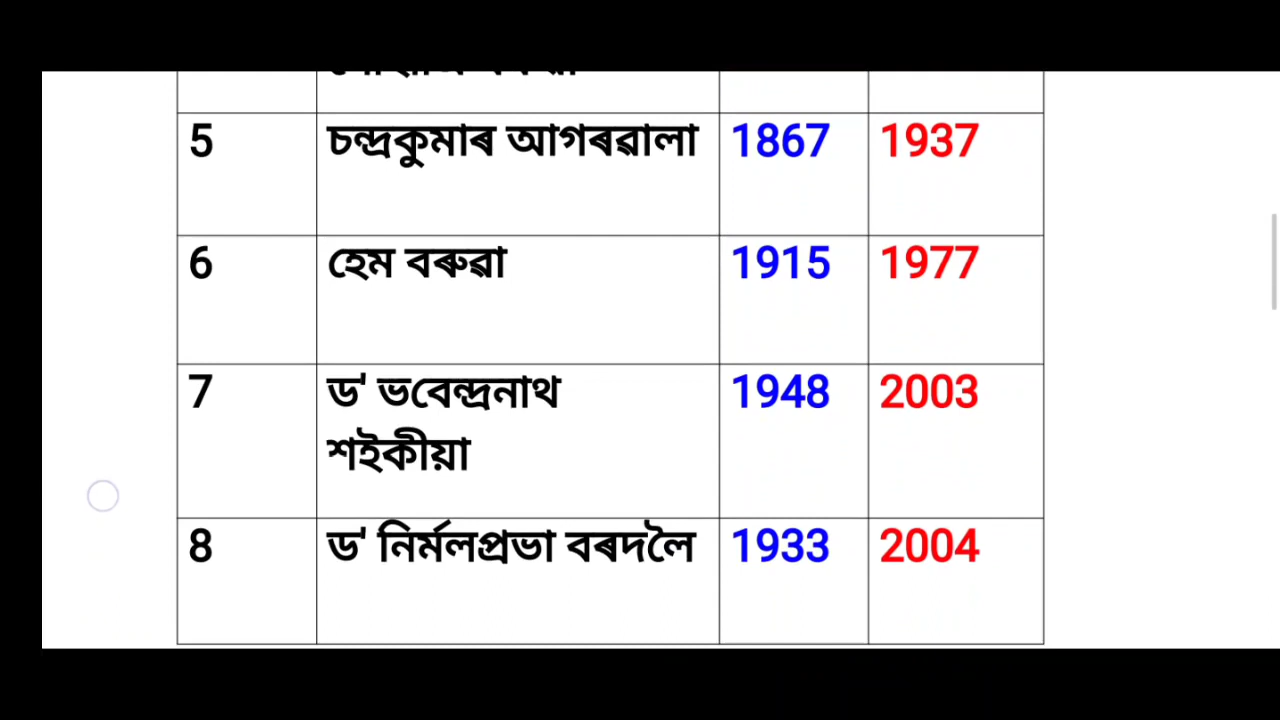 5 চন্দ্ৰকুমাৰ আগৰৱালা 1867 1937
6 হেম বৰুৱা 1915 1977
7 ড' ভবেন্দ্ৰনাথ 1948 2003
শইকীয়া
8 ড' নিৰ্মলপ্ৰভা বৰদলৈ 1933 2004